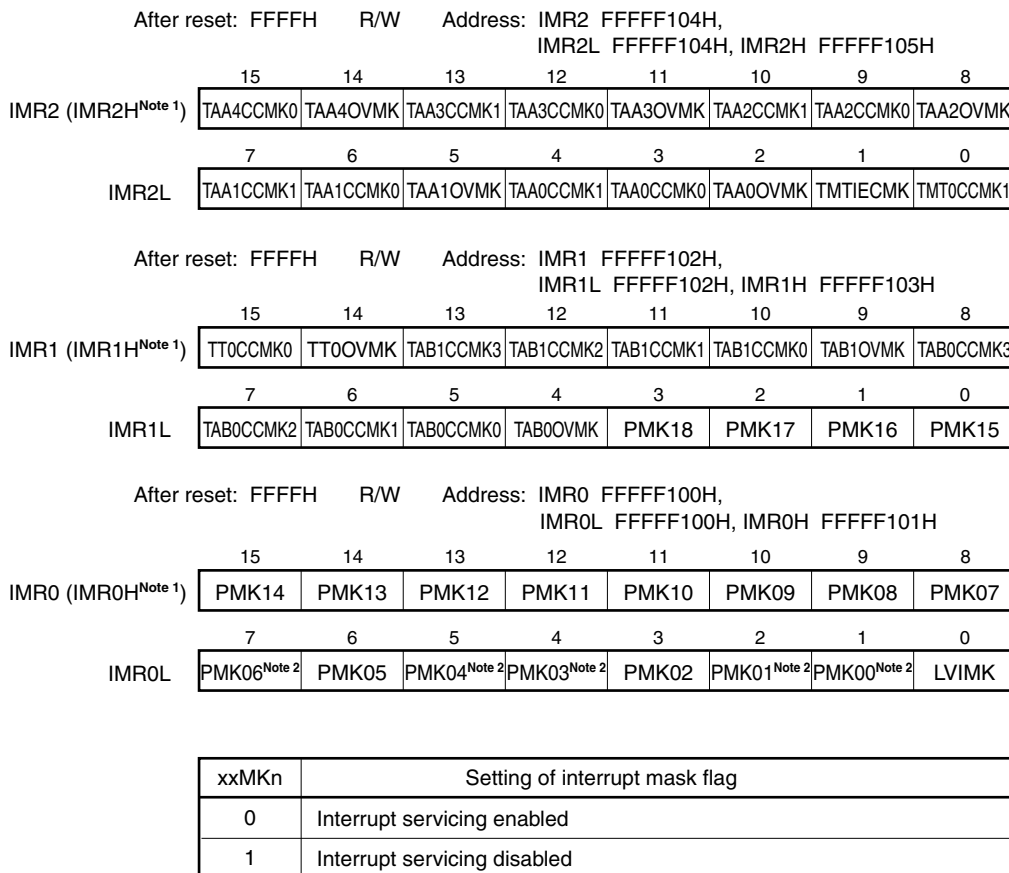 After reset: FFFFH R/W Address: IMR2 FFFFF104H,
IMR2L FFFFF104H, IMR2H FFFFF105H
15 14 13 12 11 10 9 8
IMR2 (IMR2HNote 1) TAA4CCMK0 TAA4OVMK TAA3CCMK1 TAA3CCMK0 TAA3OVMK TAA2CCMK1 TAA2CCMK0 TAA2OVMK
7 6 5 4 3 2 1 0
IMR2L TAA1CCMK1 TAA1CCMK0 TAA1OVMK TAA0CCMK1 TAA0CCMK0 TAA0OVMK TMTIECMK TMT0CCMK1
After reset: FFFFH R/W Address: IMR1 FFFFF102H,
IMR1L FFFFF102H, IMR1H FFFFF103H
15 14 13 12 11 10 9 8
IMR1 (IMR1HNote 1) TT0CCMK0 TT0OVMK TAB1CCMK3 TAB1CCMK2 TAB1CCMK1 TAB1CCMK0 TAB1OVMK TAB0CCMK3
7 6 5 4 3 2 1 0
IMR1L TAB0CCMK2 TAB0CCMK1 TAB0CCMK0 TAB0OVMK PMK18 PMK17 PMK16 PMK15
After reset: FFFFH R/W Address: IMR0 FFFFF100H,
IMR0L FFFFF100H, IMR0H FFFFF101H
15 14 13 12 11 10 9 8
IMR0 (IMR0HNote 1) PMK14 PMK13 PMK12 PMK11 PMK10 PMK09 PMK08 PMK07
7 6 5 4 3 2 1 0
IMR0L PMK06Note 2 PMK05 PMK04Note 2 PMK03Note 2 PMK02 PMK01Note 2 PMK00Note 2 LVIMK
xxMKn Setting of interrupt mask flag
0 Interrupt servicing enabled
1 Interrupt servicing disabled